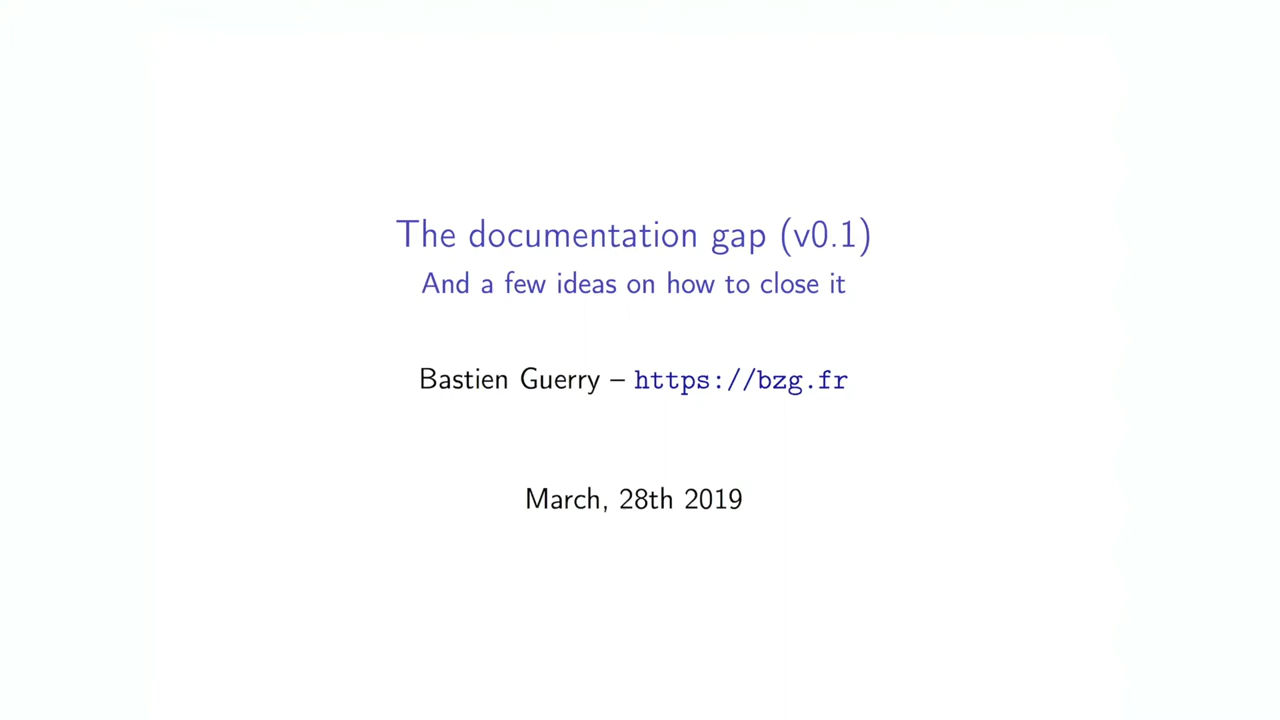 The documentation gap (v0.1)
And a few ideas on how to close it
Bastien Guerry – https://bzg.fr
March, 28th 2019